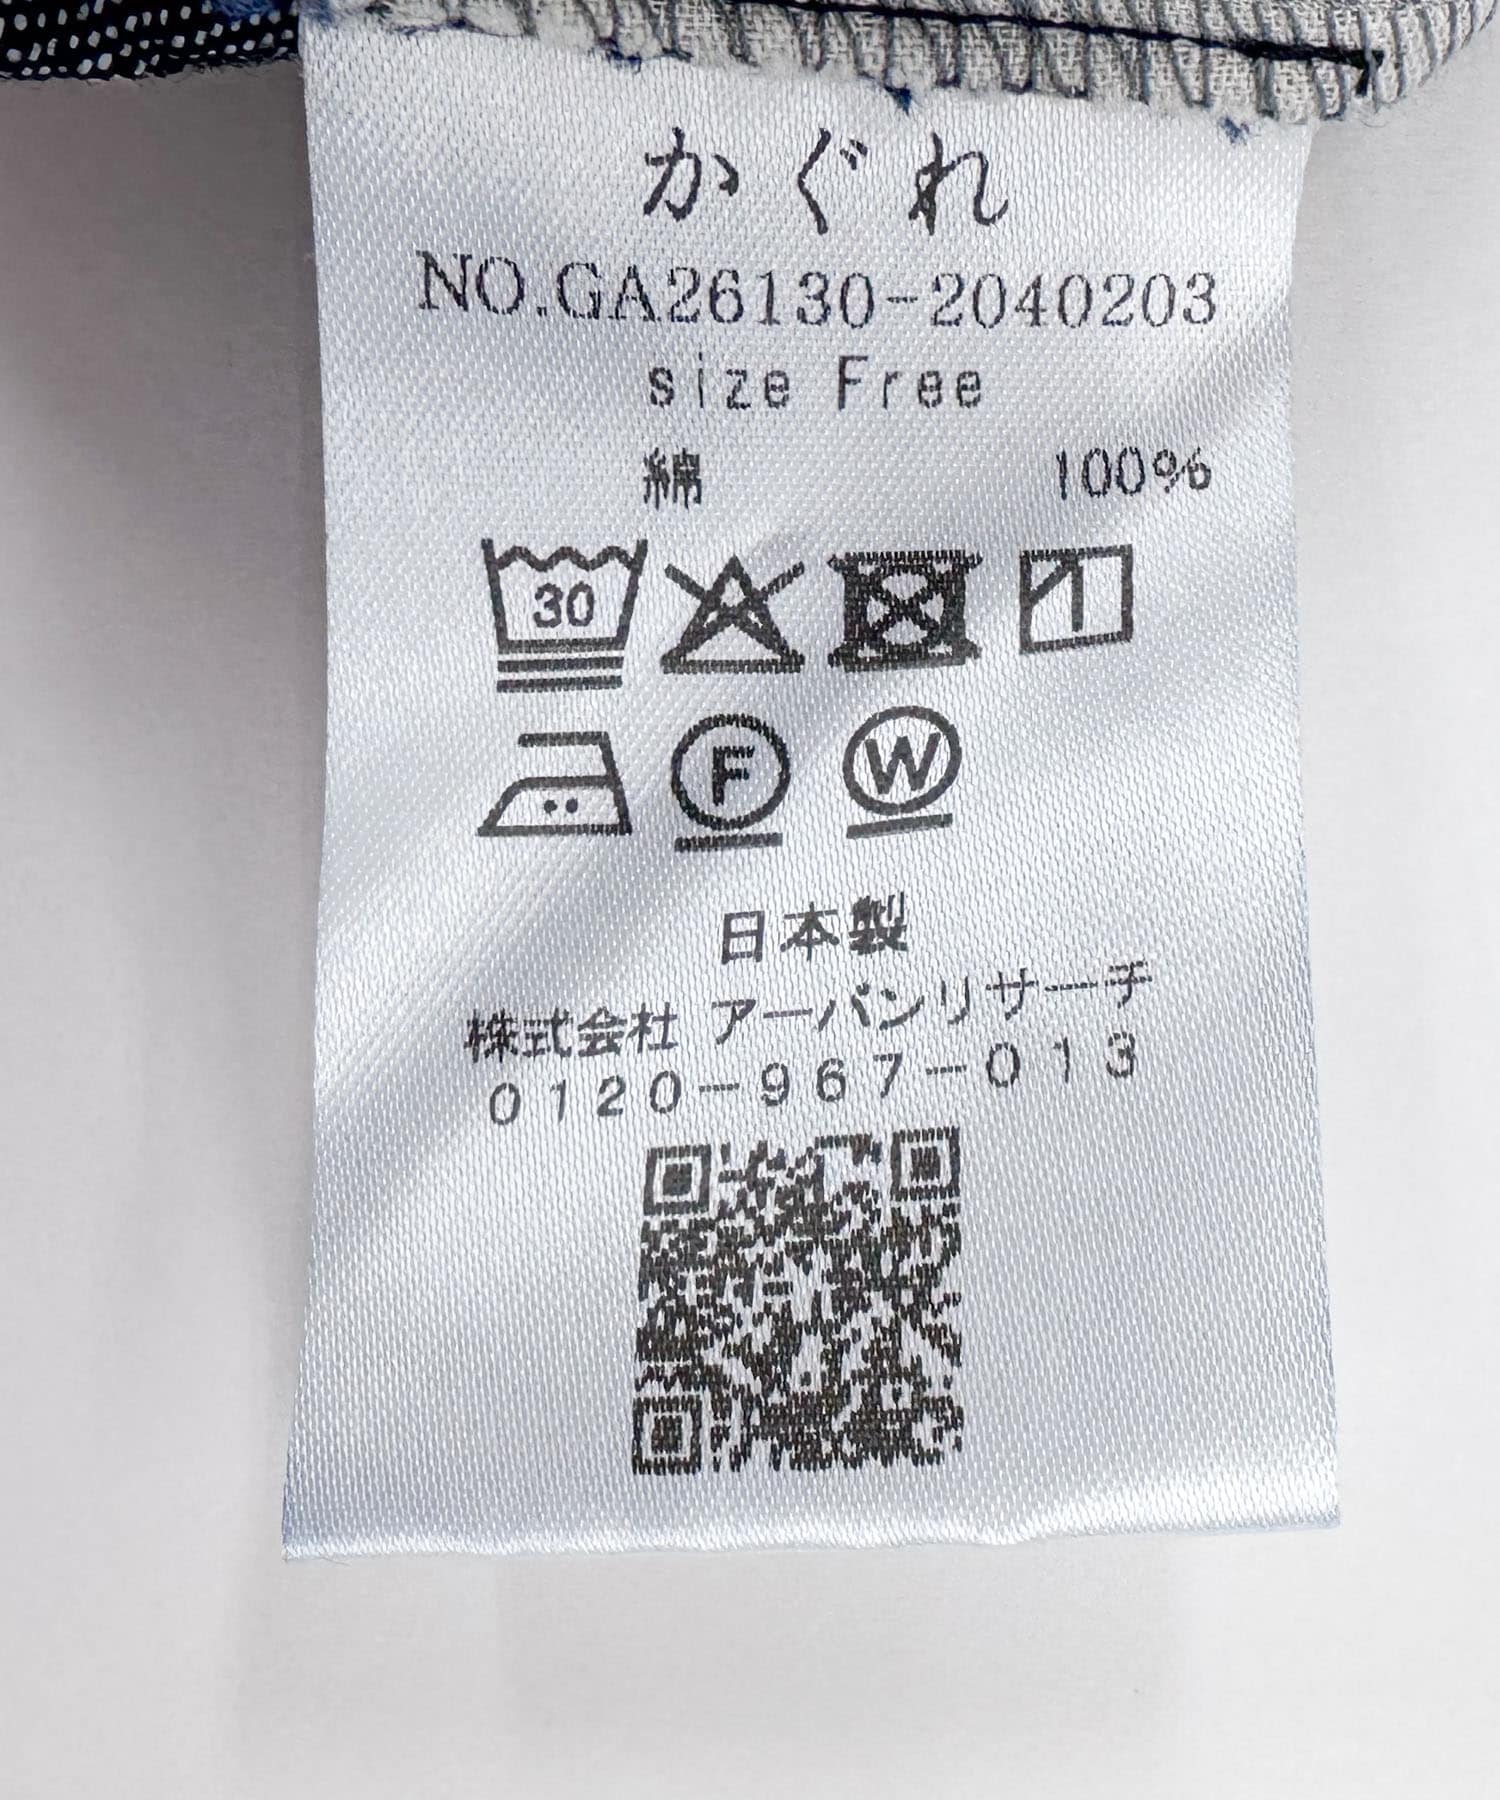 かぐれ
NO.GA26130-2040203
size Free
綿 100%
30
F W
日本製
株式会社 アーバンリサーチ
0120-967-013